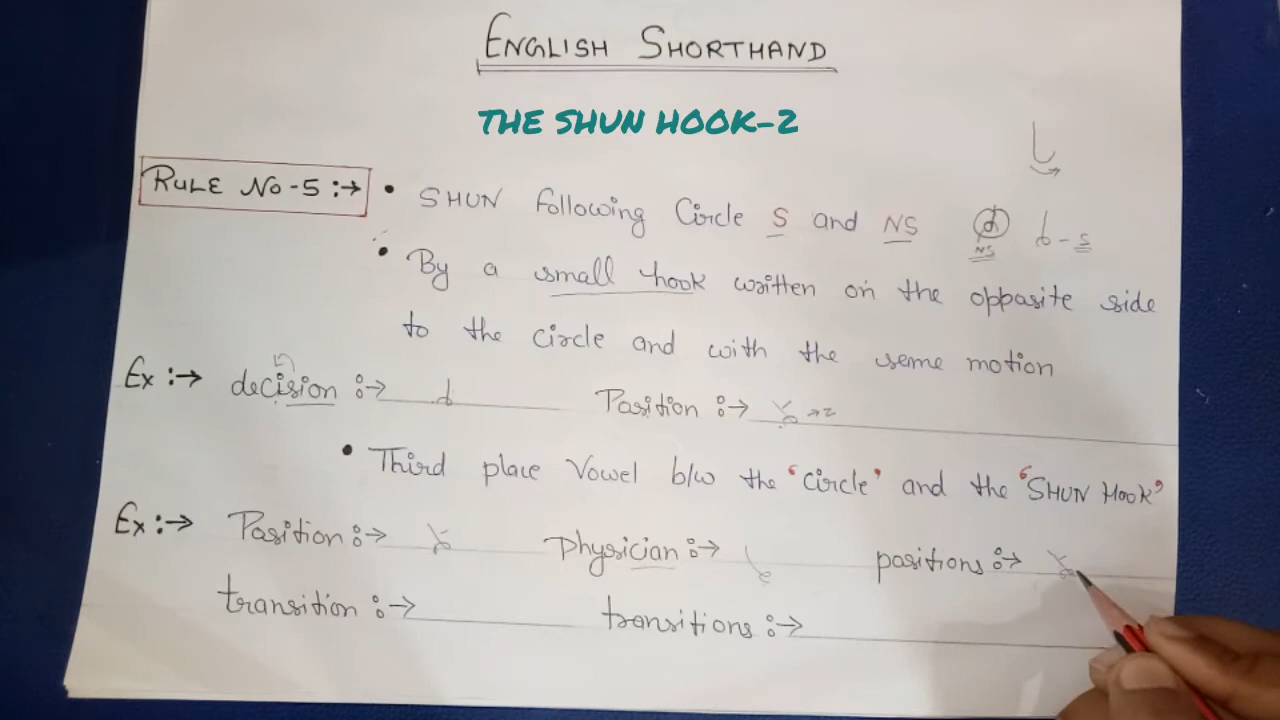 ENGLISH SHORTHAND
THE SHUN HOOK-2
RULE NO-5 :→ • SHUN following Circle S and NS
NS - S
• By a small hook written on the opposite side
to the circle and with the seme motion
Ex :→ decision :→ Position :→
• Third place Vowel b/w the "Circle" and the "SHUN Hook"
Ex :→ Position :→ Physician :→ positions :→
transition :→ transitions :→